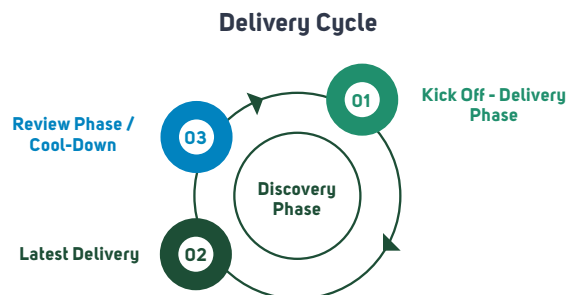 Delivery Cycle
01
Kick Off - Delivery
Phase
Review Phase /
Cool-Down
03
Discovery
Phase
Latest Delivery
02